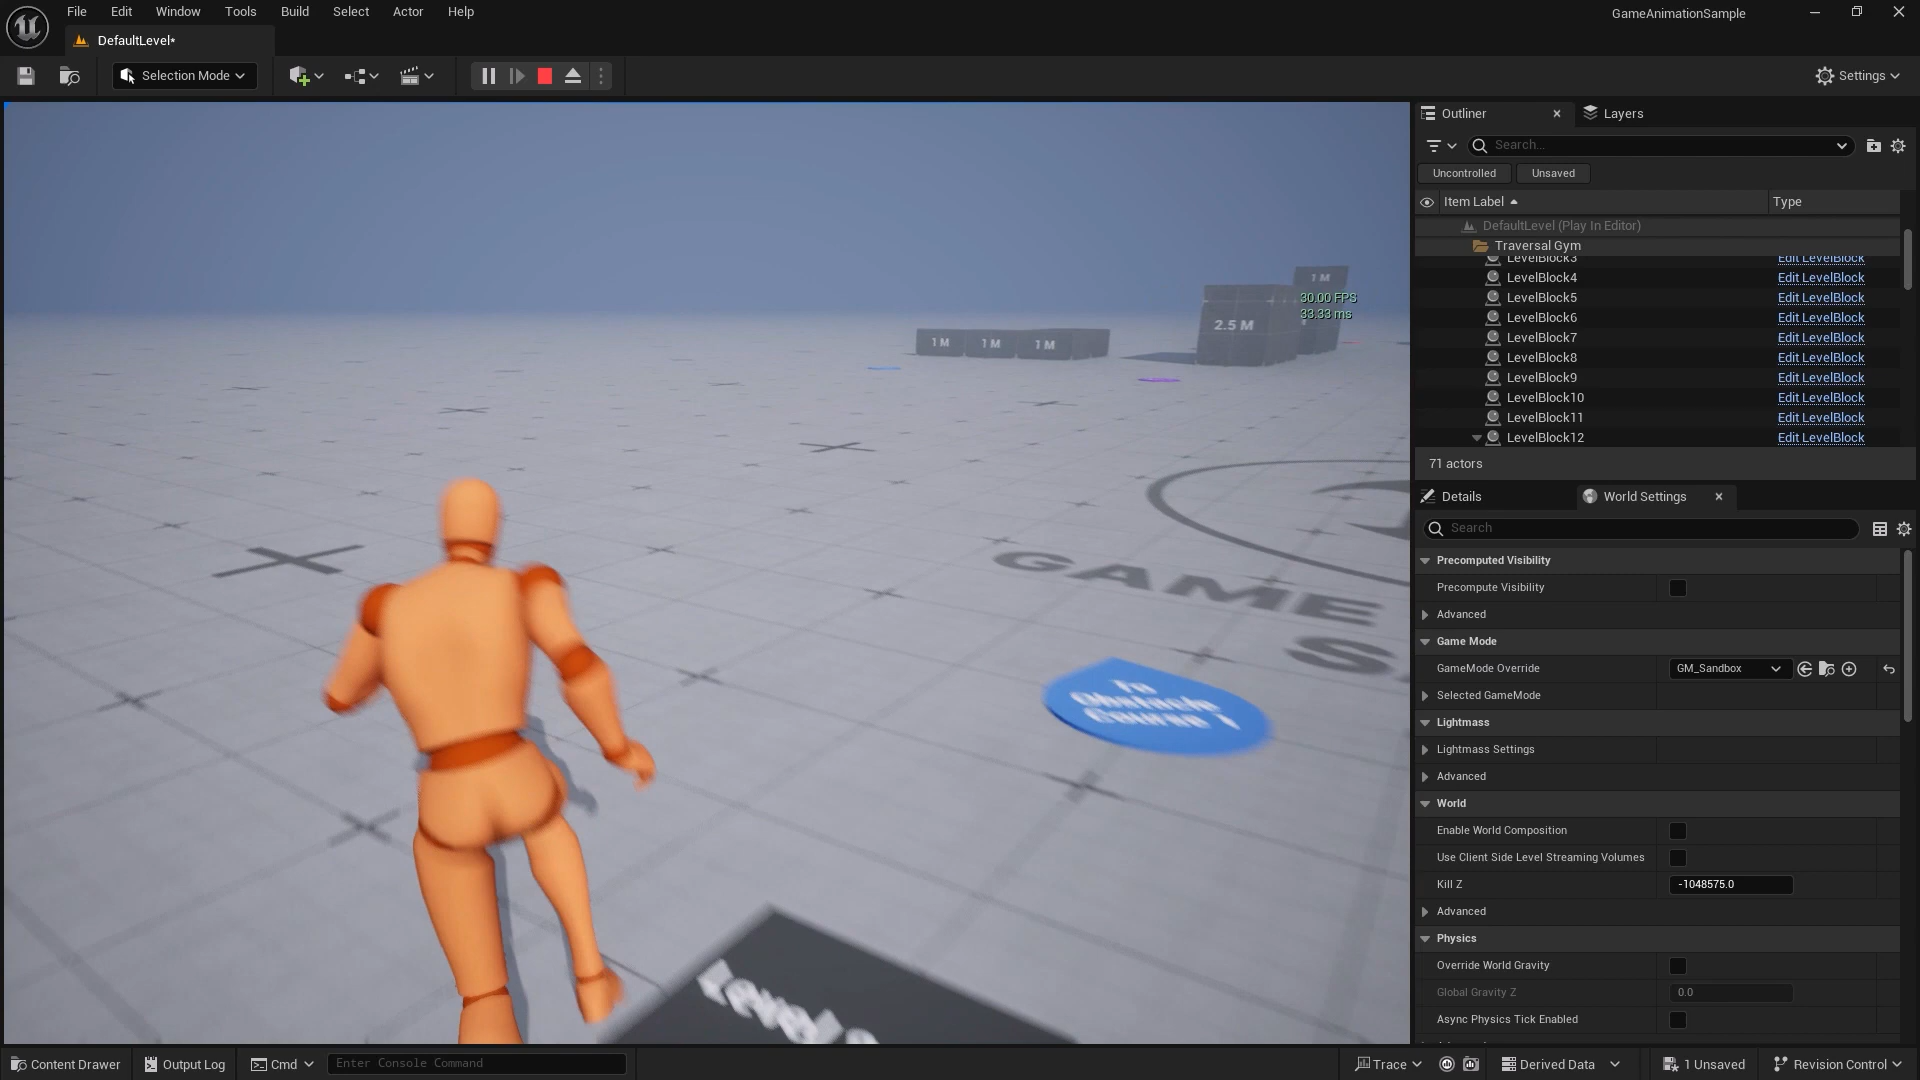 File Edit Window Tools Build Select Actor Help
GameAnimationSample
DefaultLevel*
Selection Mode
Settings
Outliner
Layers
Search...
Uncontrolled
Unsaved
Item Label
Type
DefaultLevel (Play In Editor)
Traversal Gym
LevelBlock3 Edit LevelBlock
LevelBlock4 Edit LevelBlock
LevelBlock5 Edit LevelBlock
LevelBlock6 Edit LevelBlock
LevelBlock7 Edit LevelBlock
LevelBlock8 Edit LevelBlock
LevelBlock9 Edit LevelBlock
LevelBlock10 Edit LevelBlock
LevelBlock11 Edit LevelBlock
LevelBlock12 Edit LevelBlock
71 actors
1 M
30.00 FPS
33.33 ms
2.5 M
1 M 1 M 1 M
GAME
To
Obstacle
Course
Details
World Settings
Search
Precomputed Visibility
Precompute Visibility
Advanced
Game Mode
GameMode Override GM_Sandbox
Selected GameMode
Lightmass
Lightmass Settings
Advanced
World
Enable World Composition
Use Client Side Level Streaming Volumes
Kill Z -1048575.0
Advanced
Physics
Override World Gravity
Global Gravity Z 0.0
Async Physics Tick Enabled
Content Drawer
Output Log
Cmd
Enter Console Command
Trace
Derived Data
1 Unsaved
Revision Control